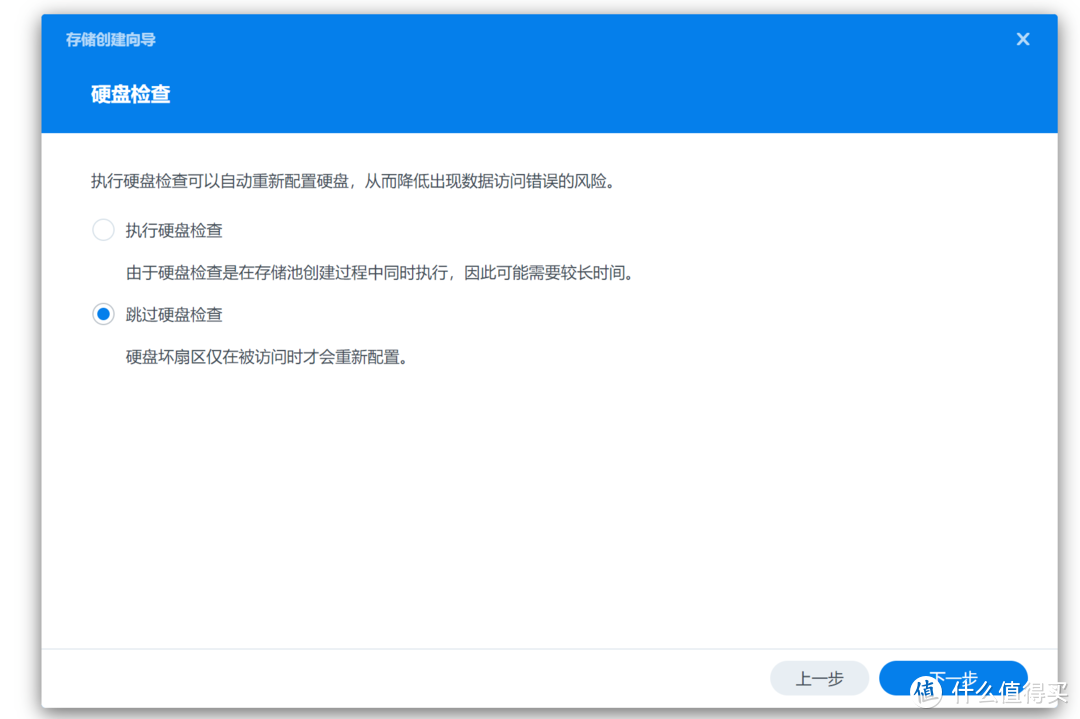 存储创建向导
硬盘检查
执行硬盘检查可以自动重新配置硬盘，从而降低出现数据访问错误的风险。
执行硬盘检查
由于硬盘检查是在存储池创建过程中同时执行，因此可能需要较长时间。
跳过硬盘检查
硬盘坏扇区仅在被访问时才会重新配置。
上一步
下一步
值 什么值得买